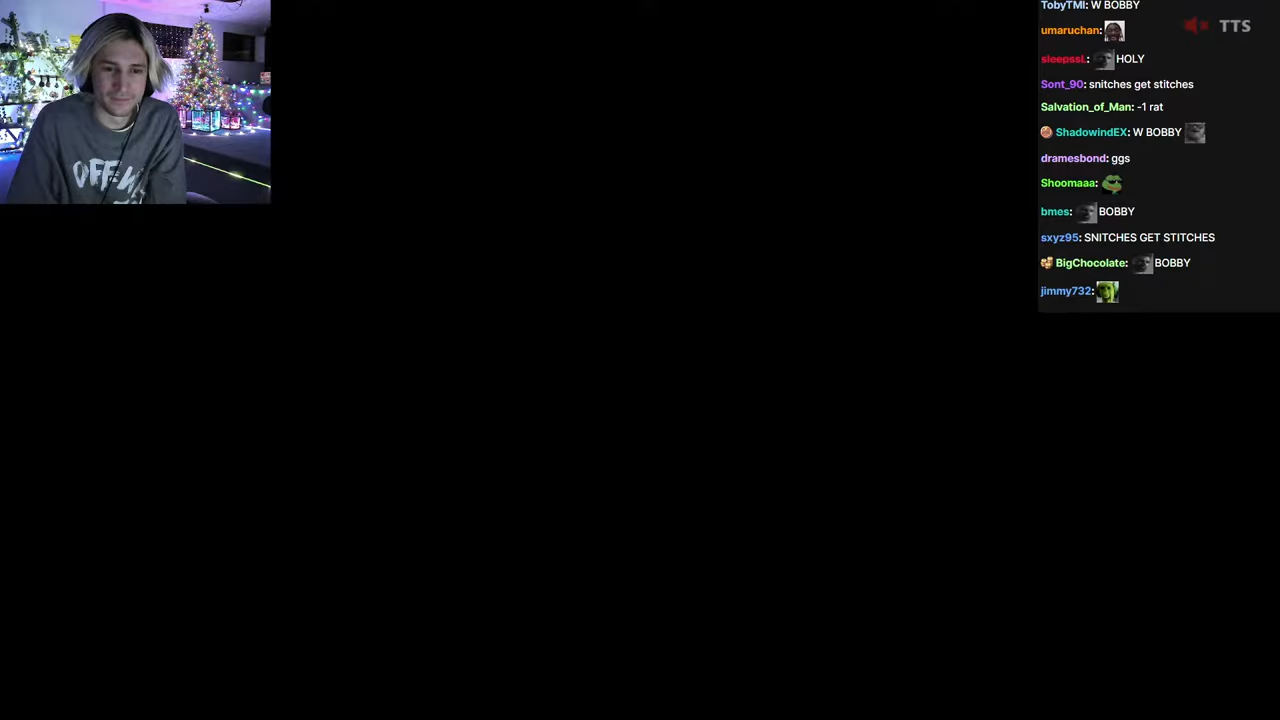 TobyTMI: W BOBBY
TTS
umaruchan:
sleepssL: HOLY
Sont_90: snitches get stitches
Salvation_of_Man: -1 rat
ShadowindEX: W BOBBY
dramesbond: ggs
Shoomaaa:
bmes: BOBBY
sxyz95: SNITCHES GET STITCHES
BigChocolate: BOBBY
jimmy732:
OFF-W